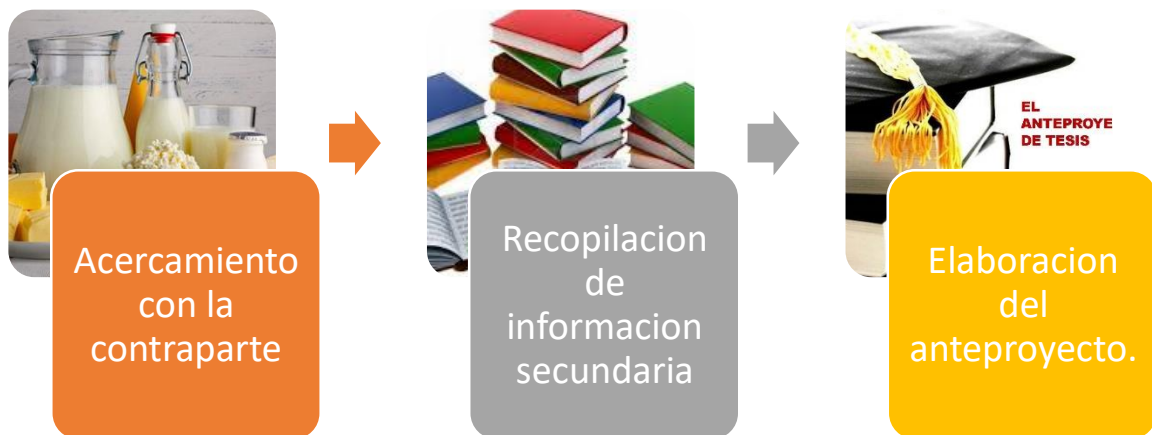 Acercamiento
con la
contraparte
Recopilacion
de
informacion
secundaria
EL
ANTEPROYE
DE TESIS
Elaboracion
del
anteproyecto.